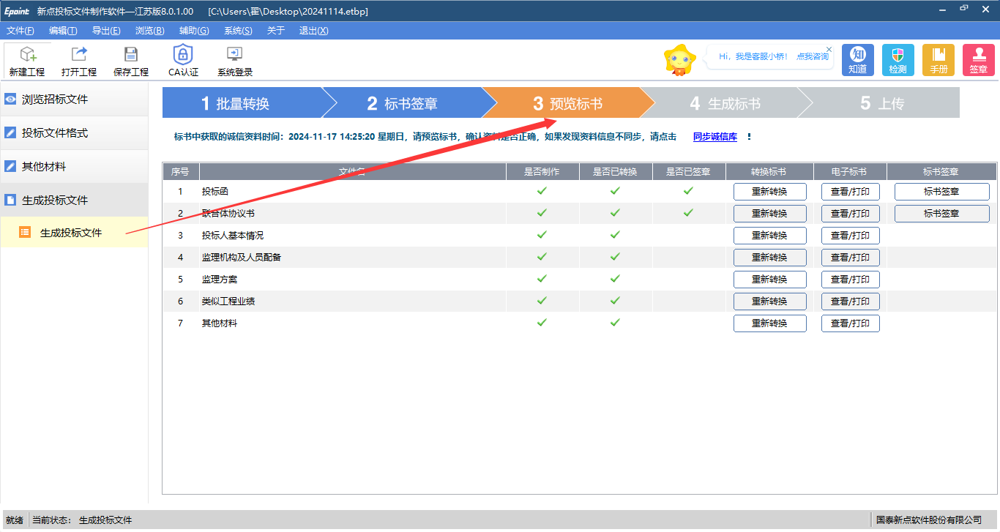 Epoint 新点投标文件制作软件—江苏版8.0.1.00 [C:\Users\翟\Desktop\20241114.etbp]
文件(F) 编辑(T) 导出(E) 浏览(B) 辅助(G) 系统(S) 关于 退出(X)
新建工程 打开工程 保存工程 CA认证 系统登录
Hi，我是客服小桥！ 点我咨询
知 知道 检测 手册 签章
浏览招标文件
投标文件格式
其他材料
生成投标文件
生成投标文件
1 批量转换 2 标书签章 3 预览标书 4 生成标书 5 上传
标书中获取的诚信资料时间：2024-11-17 14:25:20 星期日，请预览标书，确认资料是否正确，如果发现资料信息不同步，请点击 同步诚信库 ！
序号 文件名 是否制作 是否已转换 是否已签章 转换标书 电子标书 标书签章
1 投标函 重新转换 查看/打印 标书签章
2 联合体协议书 重新转换 查看/打印 标书签章
3 投标人基本情况 重新转换 查看/打印
4 监理机构及人员配备 重新转换 查看/打印
5 监理方案 重新转换 查看/打印
6 类似工程业绩 重新转换 查看/打印
7 其他材料 重新转换 查看/打印
就绪 当前状态： 生成投标文件 国泰新点软件股份有限公司